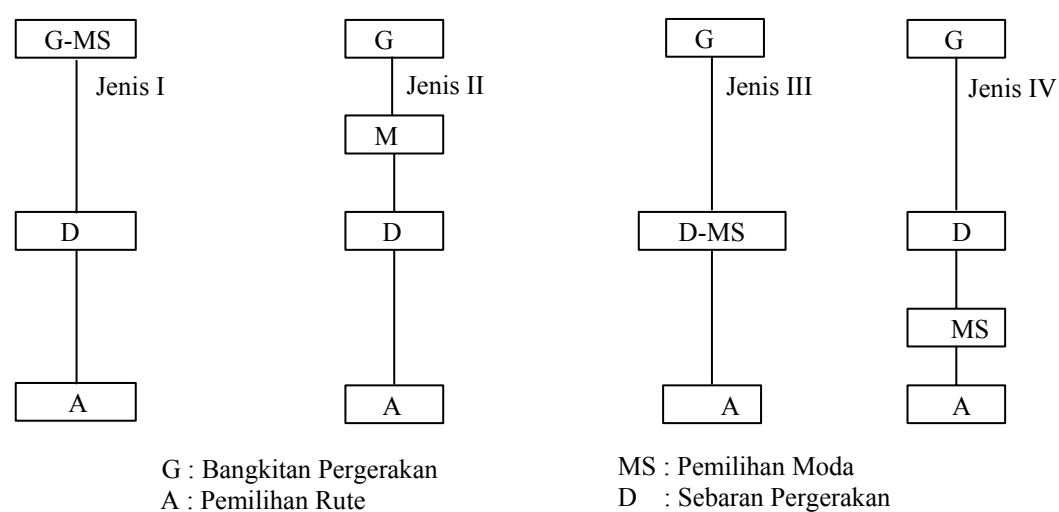 G-MS
Jenis I
D
A
G
Jenis II
M
D
A
G
Jenis III
D-MS
A
G
Jenis IV
D
MS
A
G : Bangkitan Pergerakan
A : Pemilihan Rute
MS : Pemilihan Moda
D : Sebaran Pergerakan